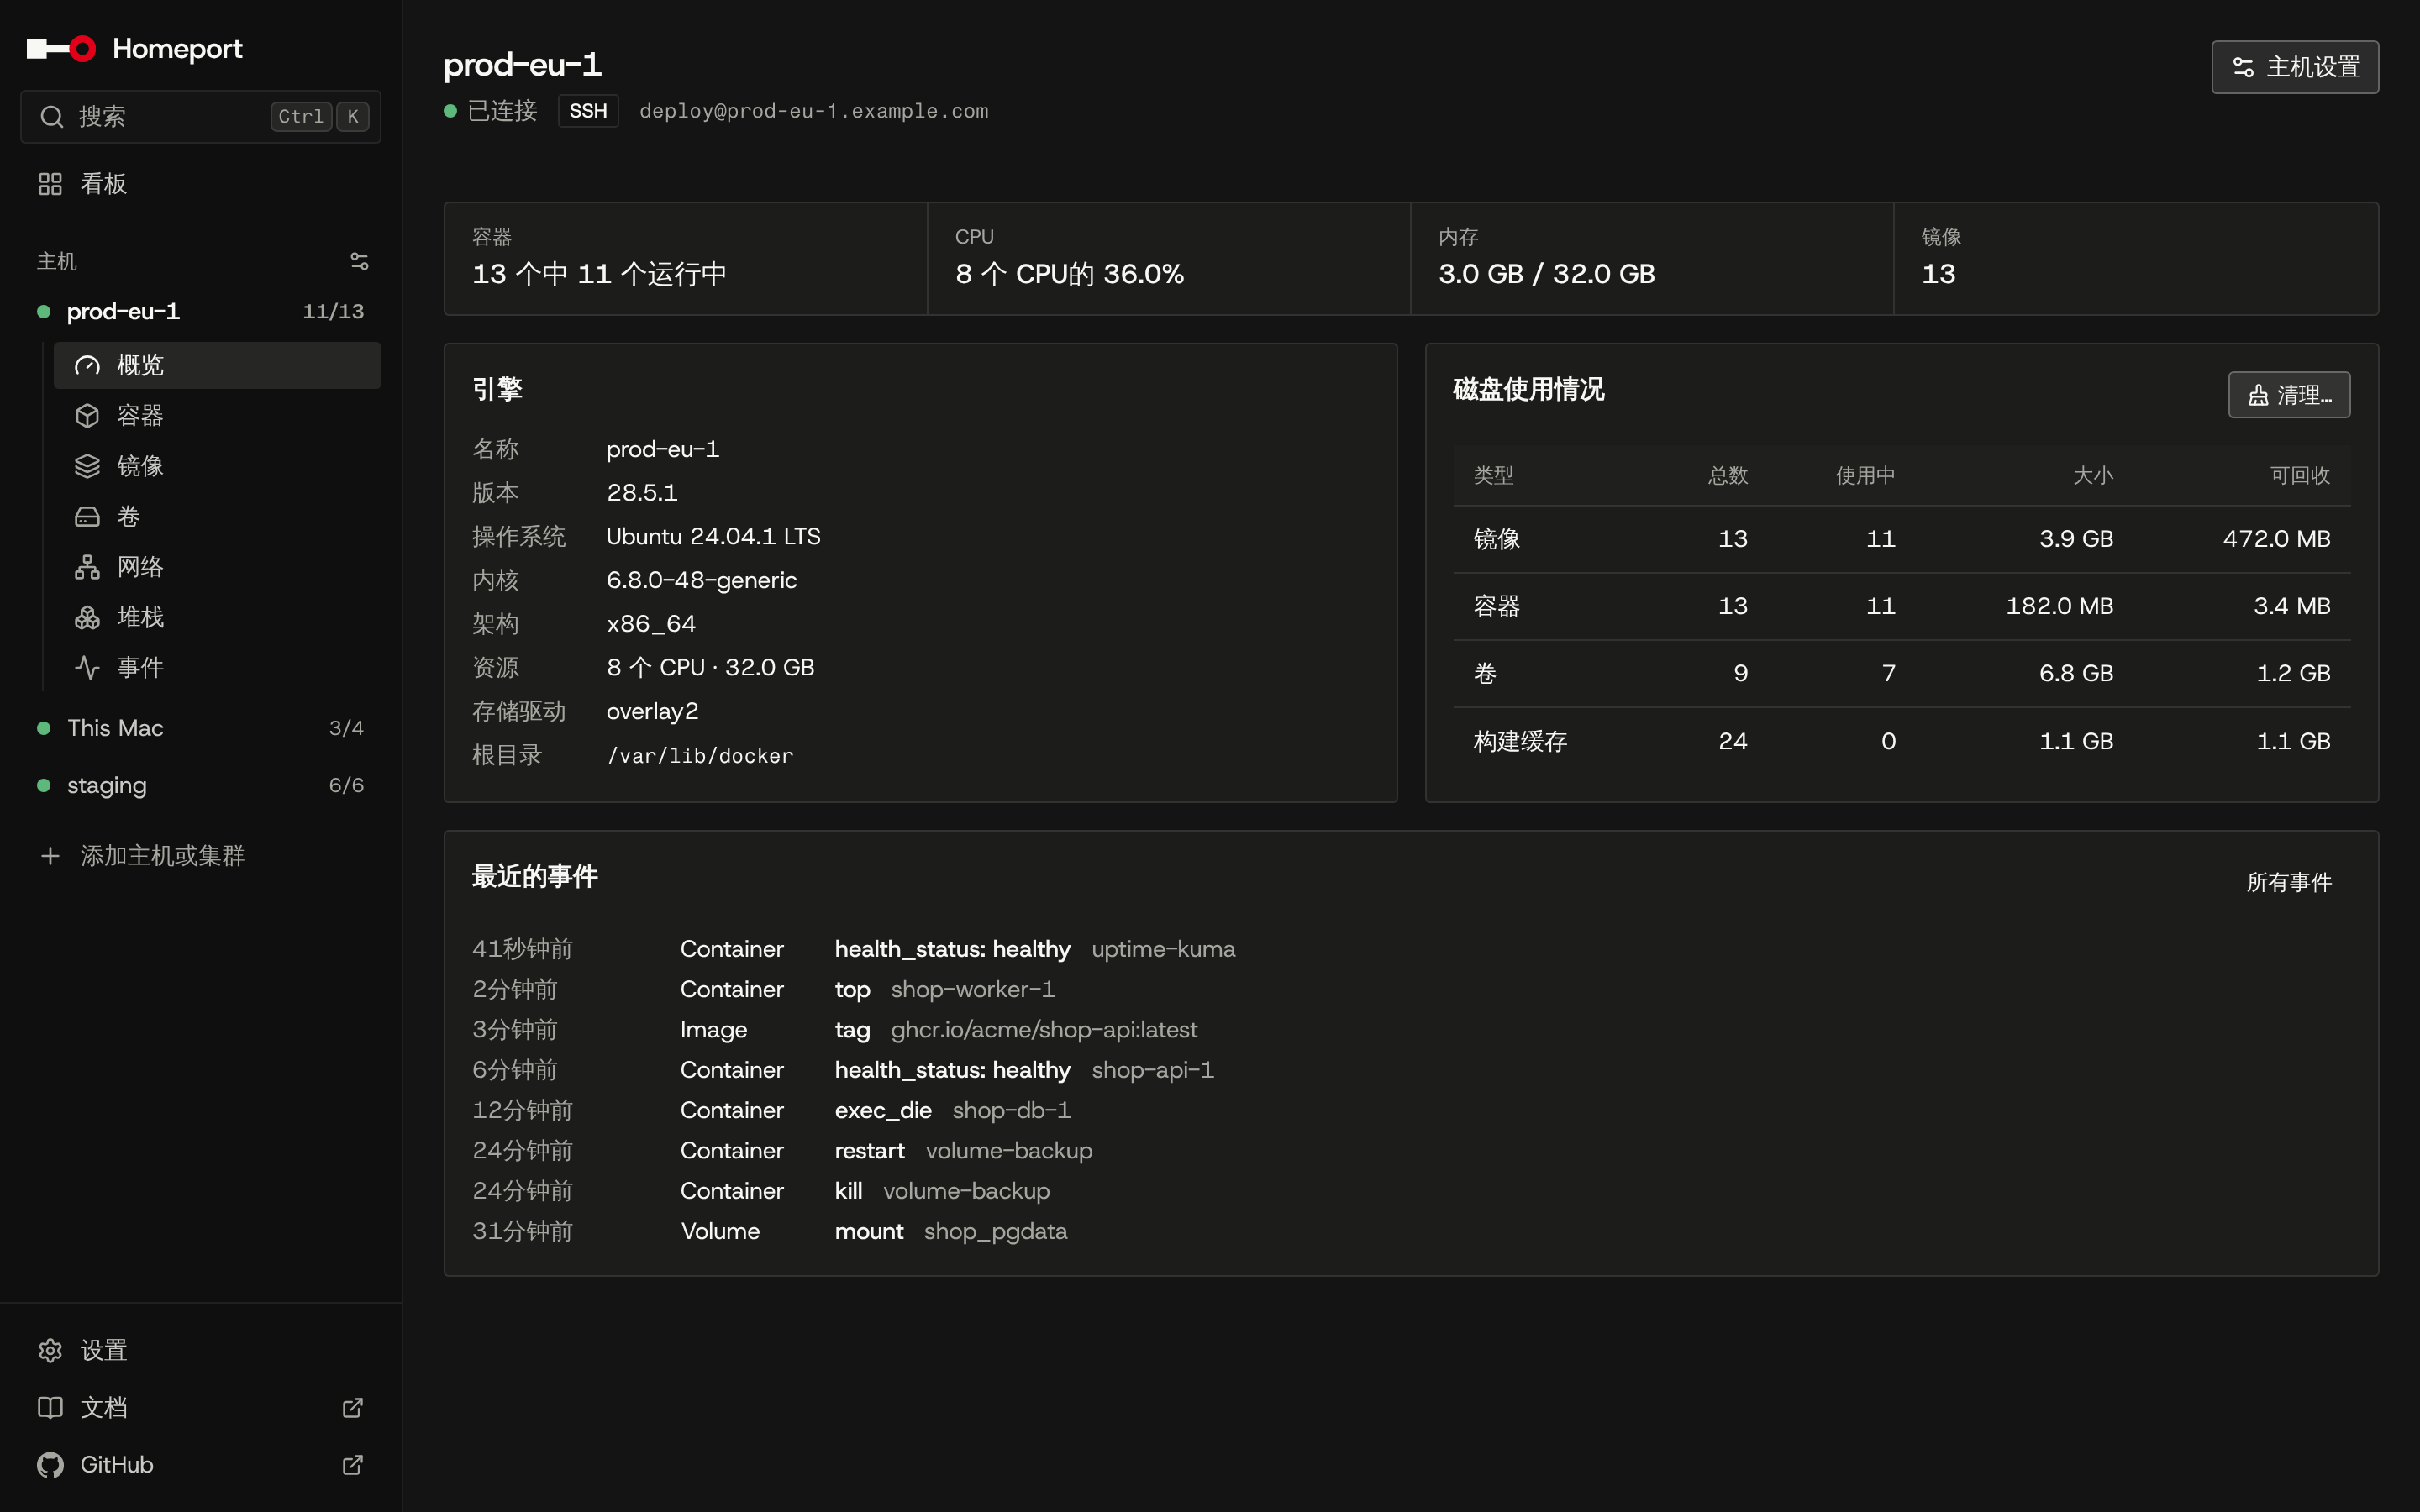 Homeport
搜索 Ctrl K
看板
主机
prod-eu-1 11/13
概览
容器
镜像
卷
网络
堆栈
事件
This Mac 3/4
staging 6/6
添加主机或集群
设置
文档
GitHub
prod-eu-1
主机设置
已连接 SSH deploy@prod-eu-1.example.com
容器
13 个中 11 个运行中
CPU
8 个 CPU的 36.0%
内存
3.0 GB / 32.0 GB
镜像
13
引擎
名称 prod-eu-1
版本 28.5.1
操作系统 Ubuntu 24.04.1 LTS
内核 6.8.0-48-generic
架构 x86_64
资源 8 个 CPU · 32.0 GB
存储驱动 overlay2
根目录 /var/lib/docker
磁盘使用情况
清理…
类型 总数 使用中 大小 可回收
镜像 13 11 3.9 GB 472.0 MB
容器 13 11 182.0 MB 3.4 MB
卷 9 7 6.8 GB 1.2 GB
构建缓存 24 0 1.1 GB 1.1 GB
最近的事件
所有事件
41秒钟前 Container health_status: healthy uptime-kuma
2分钟前 Container top shop-worker-1
3分钟前 Image tag ghcr.io/acme/shop-api:latest
6分钟前 Container health_status: healthy shop-api-1
12分钟前 Container exec_die shop-db-1
24分钟前 Container restart volume-backup
24分钟前 Container kill volume-backup
31分钟前 Volume mount shop_pgdata